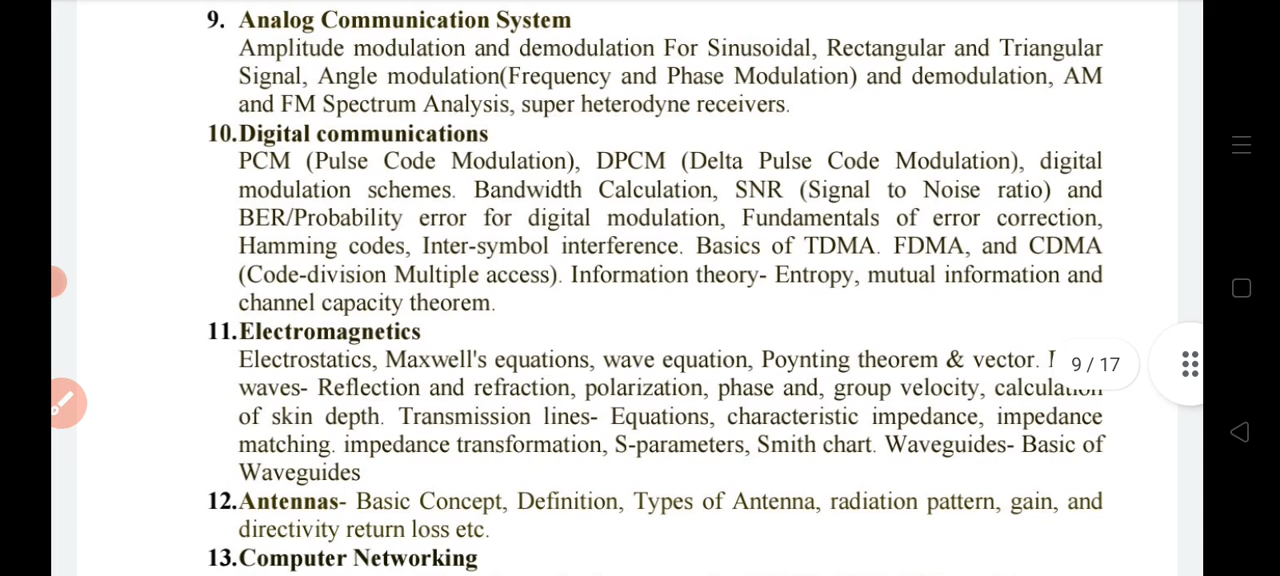 9. Analog Communication System
Amplitude modulation and demodulation For Sinusoidal, Rectangular and Triangular
Signal, Angle modulation(Frequency and Phase Modulation) and demodulation, AM
and FM Spectrum Analysis, super heterodyne receivers.
10.Digital communications
PCM (Pulse Code Modulation), DPCM (Delta Pulse Code Modulation), digital
modulation schemes. Bandwidth Calculation, SNR (Signal to Noise ratio) and
BER/Probability error for digital modulation, Fundamentals of error correction,
Hamming codes, Inter-symbol interference. Basics of TDMA. FDMA, and CDMA
(Code-division Multiple access). Information theory- Entropy, mutual information and
channel capacity theorem.
11.Electromagnetics
Electrostatics, Maxwell's equations, wave equation, Poynting theorem & vector.
9 / 17
waves- Reflection and refraction, polarization, phase and, group velocity, calculation
of skin depth. Transmission lines- Equations, characteristic impedance, impedance
matching. impedance transformation, S-parameters, Smith chart. Waveguides- Basic of
Waveguides
12.Antennas- Basic Concept, Definition, Types of Antenna, radiation pattern, gain, and
directivity return loss etc.
13.Computer Networking